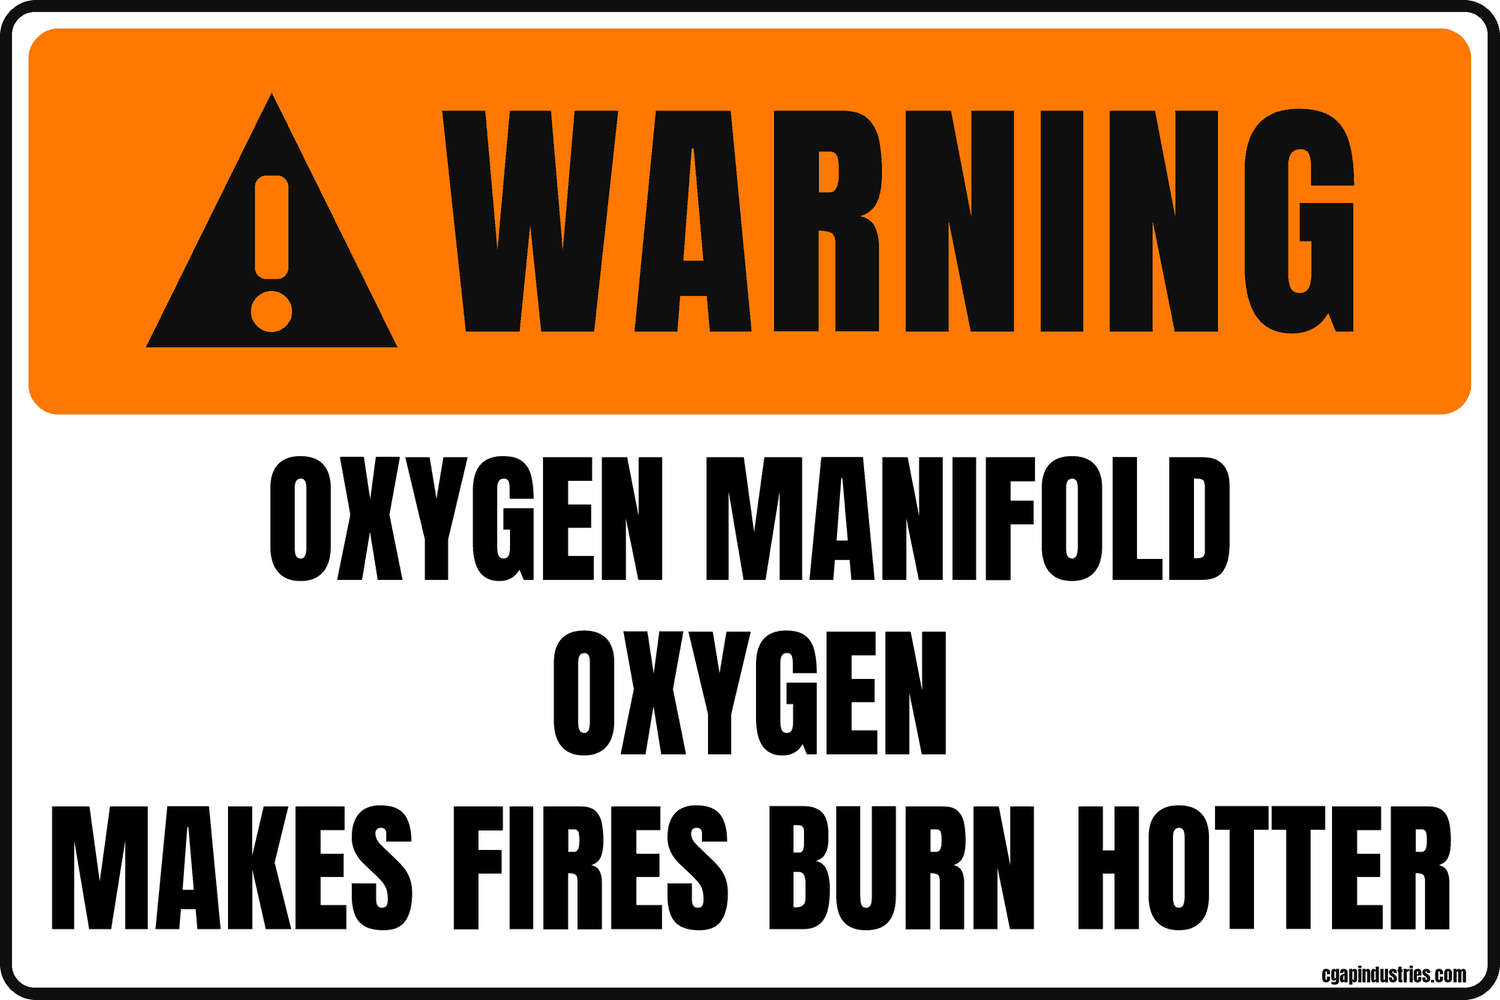 WARNING
OXYGEN MANIFOLD
OXYGEN
MAKES FIRES BURN HOTTER
cgapindustries.com